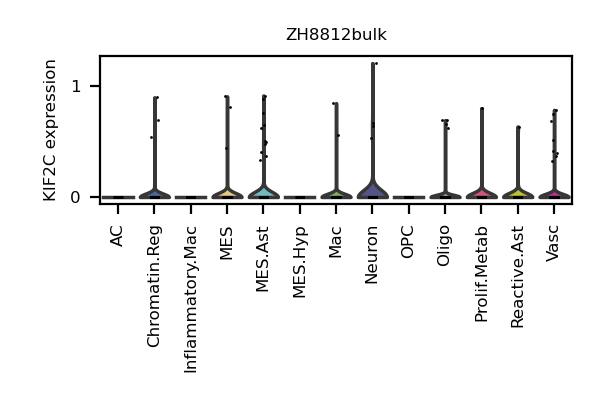 ZH8812bulk
KIF2C expression
1
0
AC
Chromatin.Reg
Inflammatory.Mac
MES
MES.Ast
MES.Hyp
Mac
Neuron
OPC
Oligo
Prolif.Metab
Reactive.Ast
Vasc